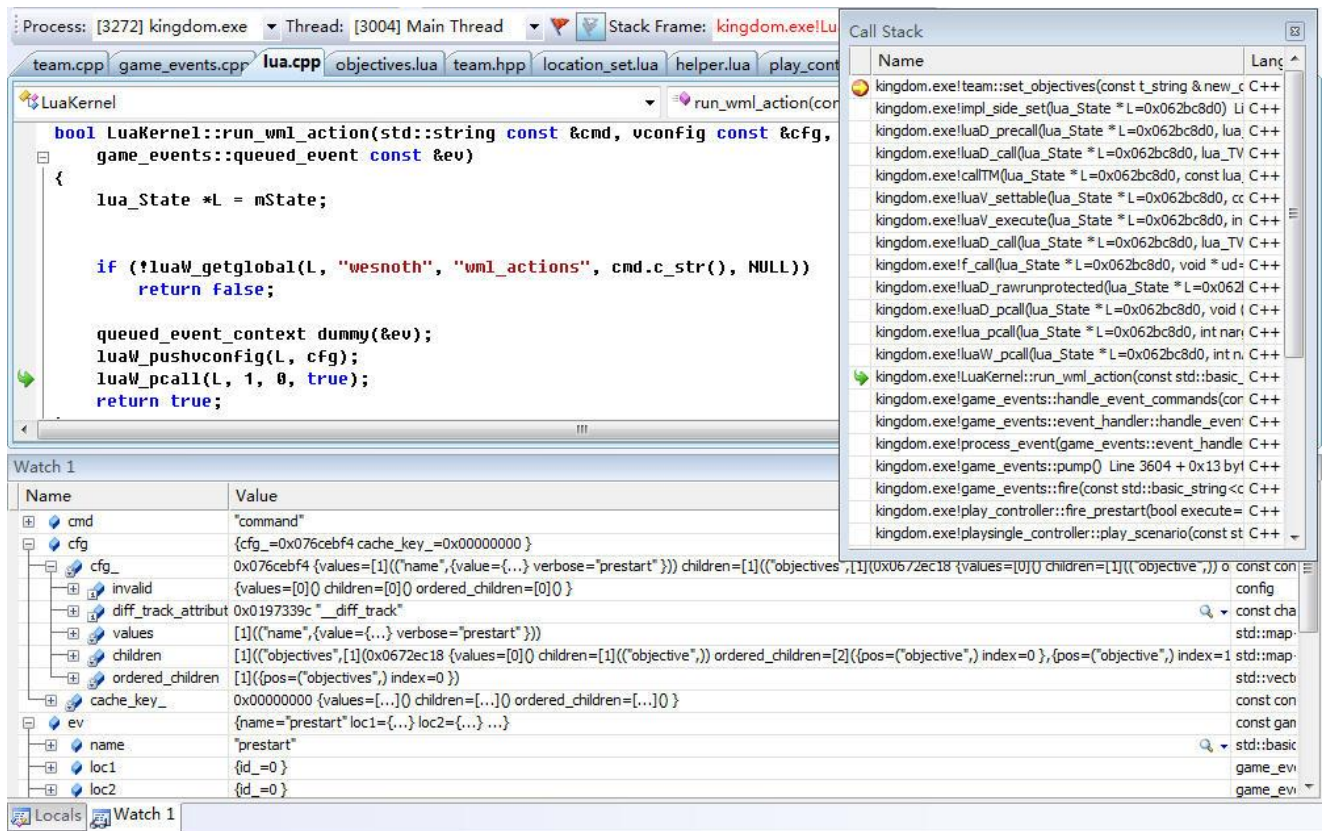 Process: [3272] kingdom.exe Thread: [3004] Main Thread Stack Frame: kingdom.exe!Lu
team.cpp game_events.cpp lua.cpp objectives.lua team.hpp location_set.lua helper.lua play_cont
LuaKernel run_wml_action(cor
bool LuaKernel::run_wml_action(std::string const &cmd, vconfig const &cfg,
game_events::queued_event const &ev)
{
lua_State *L = mState;
if (!luaW_getglobal(L, "wesnoth", "wml_actions", cmd.c_str(), NULL))
return false;
queued_event_context dummy(&ev);
luaW_pushvconfig(L, cfg);
luaW_pcall(L, 1, 0, true);
return true;
Call Stack
Name Lang
kingdom.exe!team::set_objectives(const t_string & new_c C++
kingdom.exe!impl_side_set(lua_State * L=0x062bc8d0) Li C++
kingdom.exe!luaD_precall(lua_State * L=0x062bc8d0, lua_ C++
kingdom.exe!luaD_call(lua_State * L=0x062bc8d0, lua_TV C++
kingdom.exe!callTM(lua_State * L=0x062bc8d0, const lua_ C++
kingdom.exe!luaV_settable(lua_State * L=0x062bc8d0, cc C++
kingdom.exe!luaV_execute(lua_State * L=0x062bc8d0, in C++
kingdom.exe!luaD_call(lua_State * L=0x062bc8d0, lua_TV C++
kingdom.exe!f_call(lua_State * L=0x062bc8d0, void * ud= C++
kingdom.exe!luaD_rawrunprotected(lua_State * L=0x062 C++
kingdom.exe!luaD_pcall(lua_State * L=0x062bc8d0, void ( C++
kingdom.exe!lua_pcall(lua_State * L=0x062bc8d0, int nar C++
kingdom.exe!luaW_pcall(lua_State * L=0x062bc8d0, int n C++
kingdom.exe!LuaKernel::run_wml_action(const std::basic_ C++
kingdom.exe!game_events::handle_event_commands(con C++
kingdom.exe!game_events::event_handler::handle_even C++
kingdom.exe!process_event(game_events::event_handle C++
kingdom.exe!game_events::pump() Line 3604 + 0x13 byt C++
kingdom.exe!game_events::fire(const std::basic_string<c C++
kingdom.exe!play_controller::fire_prestart(bool execute= C++
kingdom.exe!playsingle_controller::play_scenario(const st C++
Watch 1
Name Value
cmd "command"
cfg {cfg_=0x076cebf4 cache_key_=0x00000000 }
cfg_ 0x076cebf4 {values=[1](("name",{value={...} verbose="prestart" })) children=[1](("objectives",[1](0x0672ec18 {values=[0]() children=[1](("objective",)) o const con
invalid {values=[0]() children=[0]() ordered_children=[0]() } config
diff_track_attribut 0x0197339c "__diff_track" const cha
values [1](("name",{value={...} verbose="prestart" })) std::map
children [1](("objectives",[1](0x0672ec18 {values=[0]() children=[1](("objective",)) ordered_children=[2]({pos=("objective",) index=0 },{pos=("objective",) index=1 std::map
ordered_children [1]({pos=("objectives",) index=0 }) std::vect
cache_key_ 0x00000000 {values=[...]() children=[...]() ordered_children=[...]() } const con
ev {name="prestart" loc1={...} loc2={...} ...} const gan
name "prestart" std::basic
loc1 {id_=0 } game_ev
loc2 {id_=0 } game_ev
Locals Watch 1